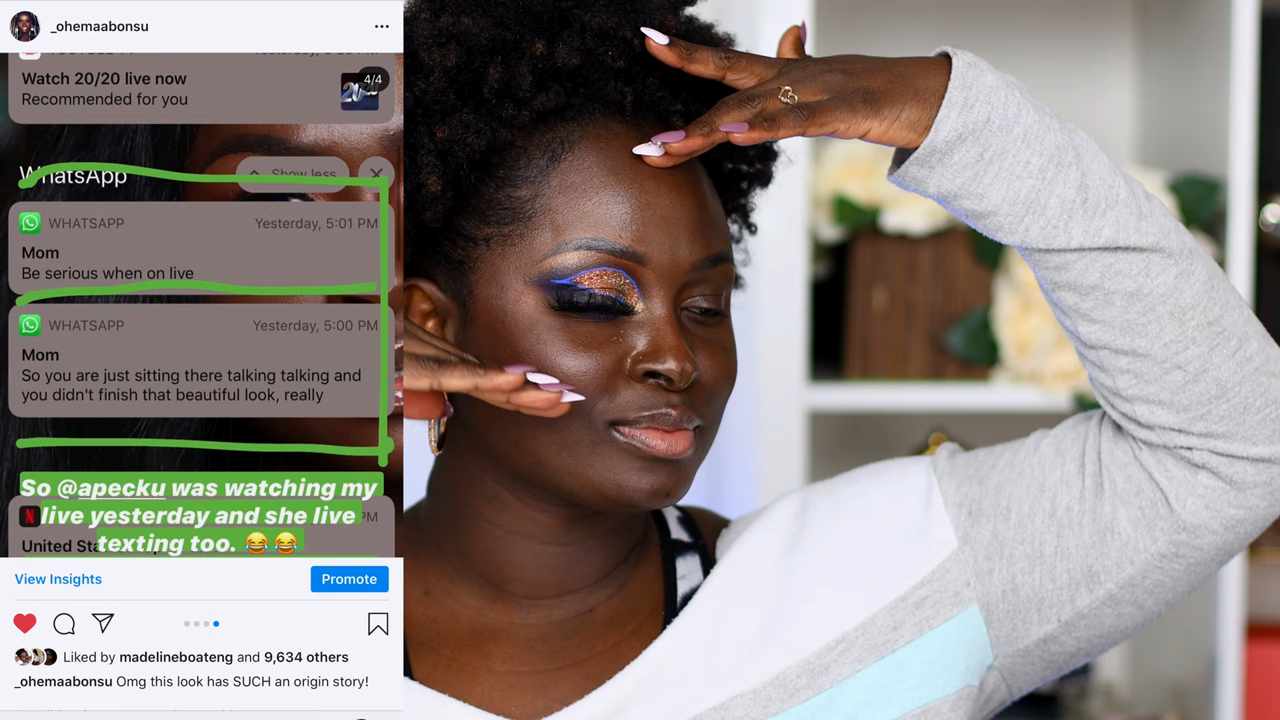 _ohemaabonsu
Watch 20/20 live now
4/4
Recommended for you
WhatsApp
Show less
WHATSAPP
Yesterday, 5:01 PM
Mom
Be serious when on live
WHATSAPP
Yesterday, 5:00 PM
Mom
So you are just sitting there talking talking and
you didn't finish that beautiful look, really
So @apecku was watching my
live yesterday and she live
texting too. 😂😂
PM
View Insights
Promote
Liked by madelineboateng and 9,634 others
_ohemaabonsu Omg this look has SUCH an origin story!